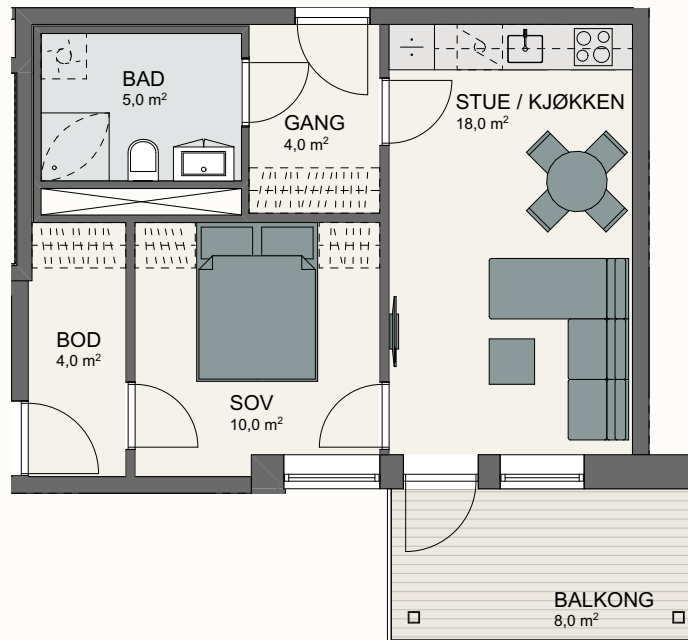 BAD
5,0 m²
GANG
4,0 m²
STUE / KJØKKEN
18,0 m²
BOD
4,0 m²
SOV
10,0 m²
BALKONG
8,0 m²